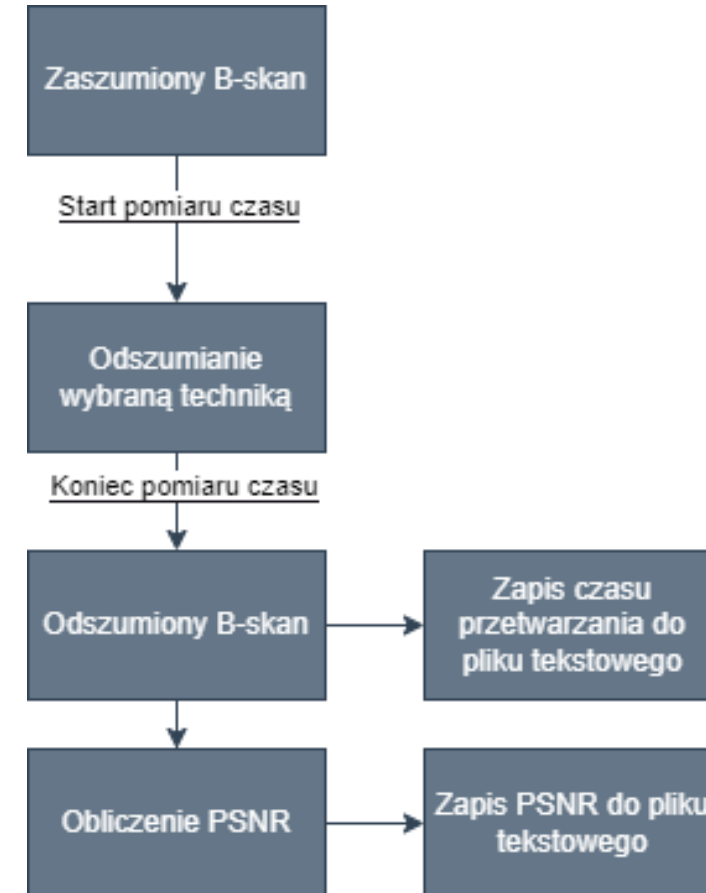 Zaszumiony B-skan
Start pomiaru czasu
Odszumianie
wybraną techniką
Koniec pomiaru czasu
Odszumiony B-skan
Zapis czasu
przetwarzania do
pliku tekstowego
Obliczenie PSNR
Zapis PSNR do pliku
tekstowego